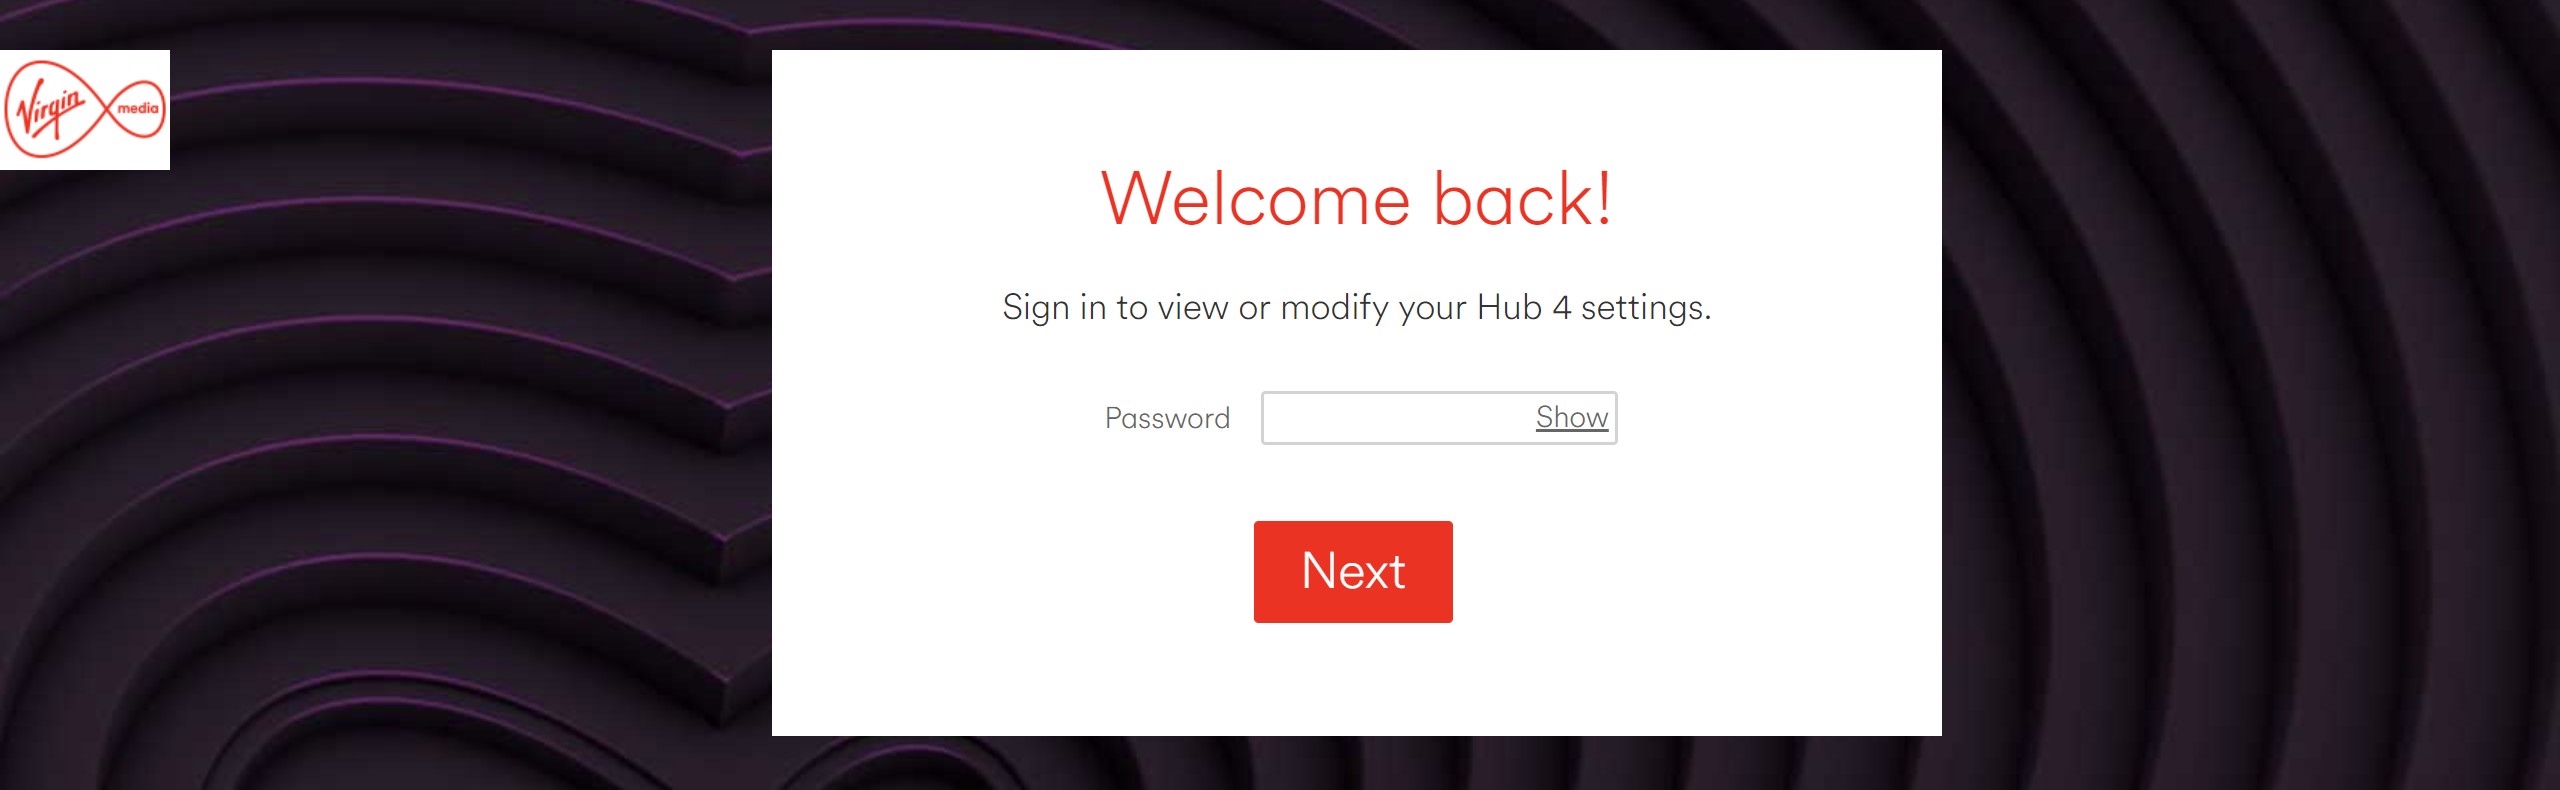 Virgin media
Welcome back!
Sign in to view or modify your Hub 4 settings.
Password Show
Next